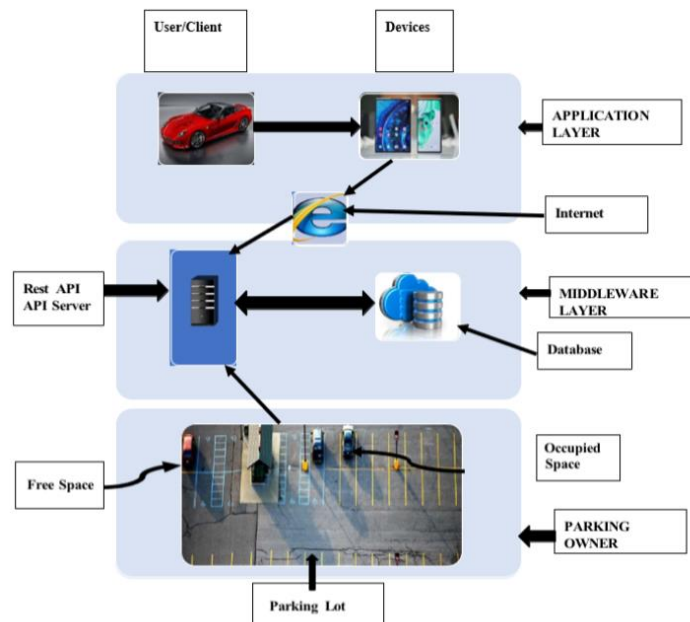 User/Client
Devices
APPLICATION
LAYER
Internet
Rest API
API Server
MIDDLEWARE
LAYER
Database
Free Space
Occupied
Space
PARKING
OWNER
Parking Lot